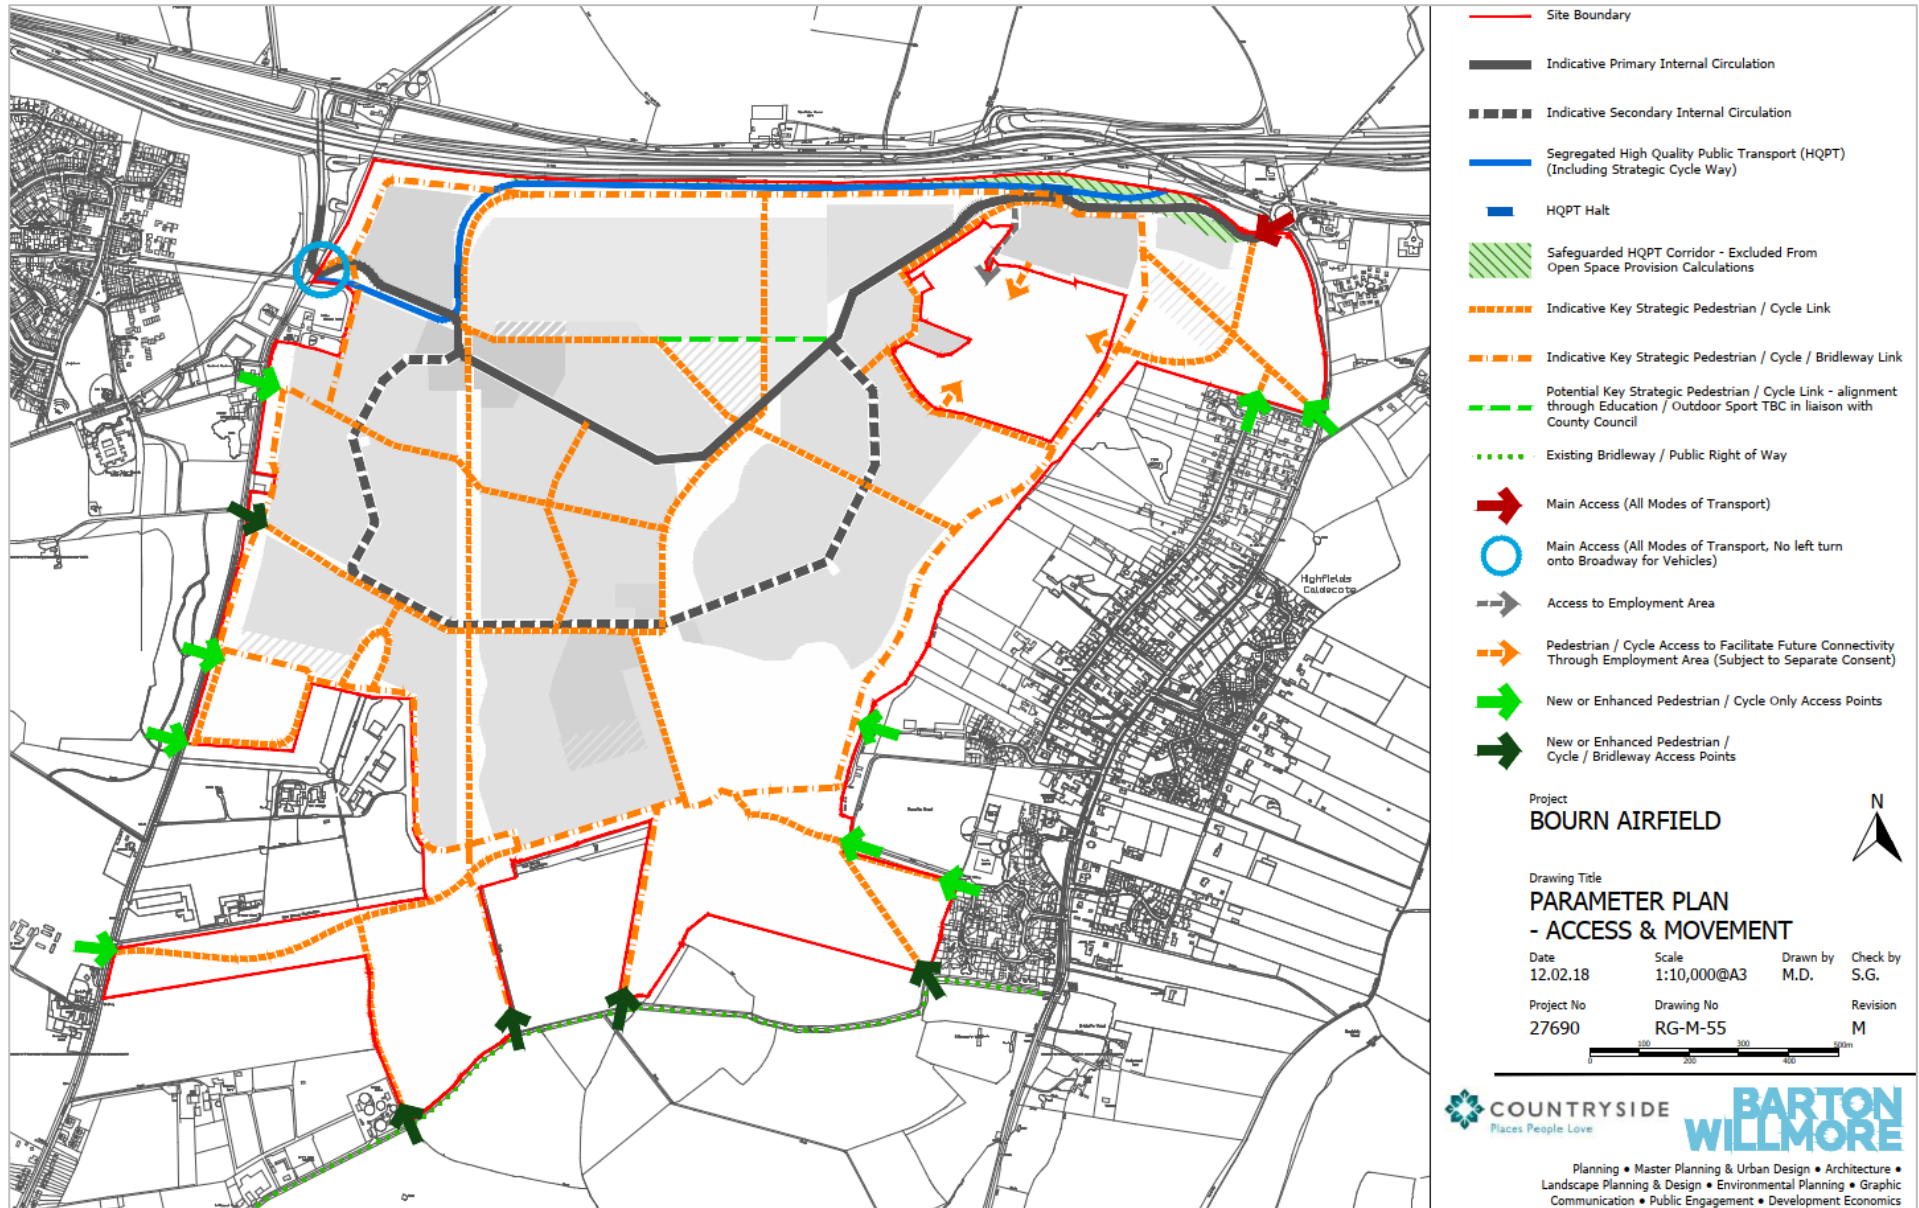 Site Boundary
Indicative Primary Internal Circulation
Indicative Secondary Internal Circulation
Segregated High Quality Public Transport (HQPT)
(Including Strategic Cycle Way)
HQPT Halt
Safeguarded HQPT Corridor - Excluded From
Open Space Provision Calculations
Indicative Key Strategic Pedestrian / Cycle Link
Indicative Key Strategic Pedestrian / Cycle / Bridleway Link
Potential Key Strategic Pedestrian / Cycle Link - alignment
through Education / Outdoor Sport TBC in liaison with
County Council
Existing Bridleway / Public Right of Way
Main Access (All Modes of Transport)
Main Access (All Modes of Transport, No left turn
onto Broadway for Vehicles)
Access to Employment Area
Pedestrian / Cycle Access to Facilitate Future Connectivity
Through Employment Area (Subject to Separate Consent)
New or Enhanced Pedestrian / Cycle Only Access Points
New or Enhanced Pedestrian /
Cycle / Bridleway Access Points
Highfields
Caldecote
Project
BOURN AIRFIELD
N
Drawing Title
PARAMETER PLAN
- ACCESS & MOVEMENT
Date Scale Drawn by Check by
12.02.18 1:10,000@A3 M.D. S.G.
Project No Drawing No Revision
27690 RG-M-55 M
100 300 500m
0 200 400
COUNTRYSIDE
Places People Love
BARTON
WILLMORE
Planning • Master Planning & Urban Design • Architecture •
Landscape Planning & Design • Environmental Planning • Graphic
Communication • Public Engagement • Development Economics